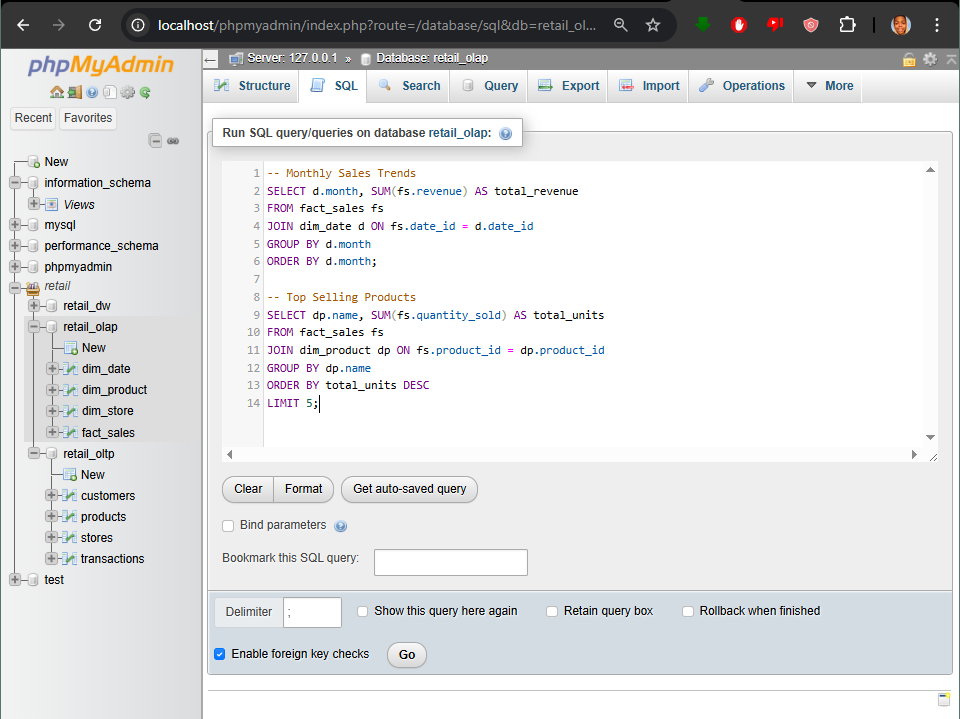 localhost/phpmyadmin/index.php?route=/database/sql&db=retail_ol...
phpMyAdmin
Recent Favorites
New
information_schema
Views
mysql
performance_schema
phpmyadmin
retail
retail_dw
retail_olap
New
dim_date
dim_product
dim_store
fact_sales
retail_oltp
New
customers
products
stores
transactions
test
Server: 127.0.0.1 » Database: retail_olap
Structure SQL Search Query Export Import Operations More
Run SQL query/queries on database retail_olap:
1 -- Monthly Sales Trends
2 SELECT d.month, SUM(fs.revenue) AS total_revenue
3 FROM fact_sales fs
4 JOIN dim_date d ON fs.date_id = d.date_id
5 GROUP BY d.month
6 ORDER BY d.month;
7
8 -- Top Selling Products
9 SELECT dp.name, SUM(fs.quantity_sold) AS total_units
10 FROM fact_sales fs
11 JOIN dim_product dp ON fs.product_id = dp.product_id
12 GROUP BY dp.name
13 ORDER BY total_units DESC
14 LIMIT 5;
Clear Format Get auto-saved query
Bind parameters
Bookmark this SQL query:
Delimiter ; Show this query here again Retain query box Rollback when finished
Enable foreign key checks Go